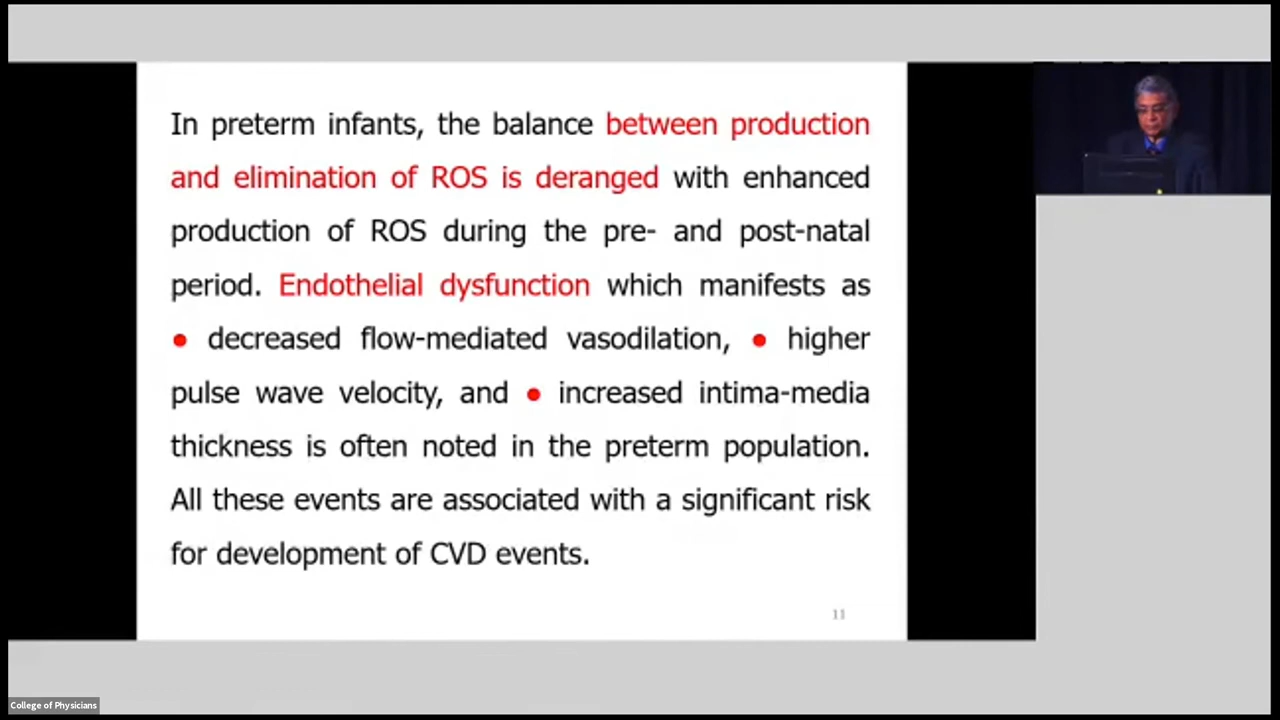 In preterm infants, the balance between production
and elimination of ROS is deranged with enhanced
production of ROS during the pre- and post-natal
period. Endothelial dysfunction which manifests as
● decreased flow-mediated vasodilation, ● higher
pulse wave velocity, and ● increased intima-media
thickness is often noted in the preterm population.
All these events are associated with a significant risk
for development of CVD events.
11
College of Physicians